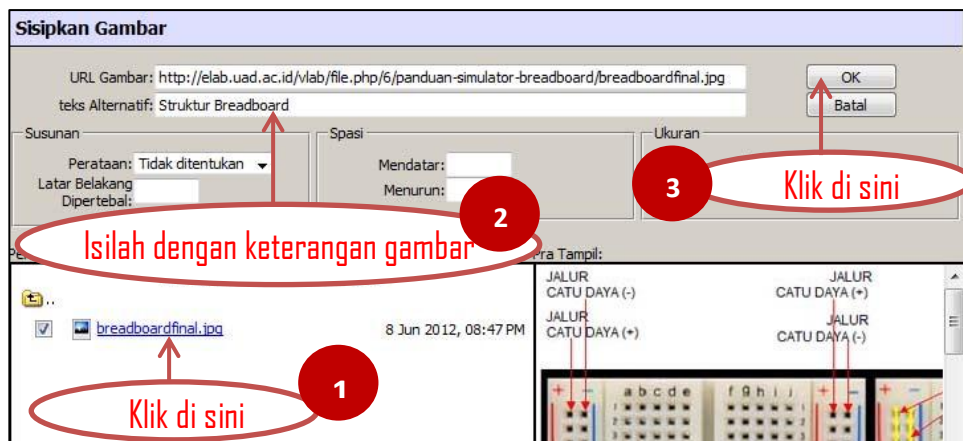 Sisipkan Gambar
URL Gambar: http://elab.uad.ac.id/vlab/file.php/6/panduan-simulator-breadboard/breadboardfinal.jpg
OK
teks Alternatif: Struktur Breadboard
Batal
Susunan
Spasi
Ukuran
Perataan: Tidak ditentukan
Mendatar:
Latar Belakang
Dipertebal:
Menurun:
3
Klik di sini
2
Isilah dengan keterangan gambar
Pra Tampil:
JALUR
CATU DAYA (-)
JALUR
CATU DAYA (+)
JALUR
CATU DAYA (+)
JALUR
CATU DAYA (-)
..
breadboardfinal.jpg
8 Jun 2012, 08:47 PM
+ − a b c d e f g h i j + − + −
1
Klik di sini